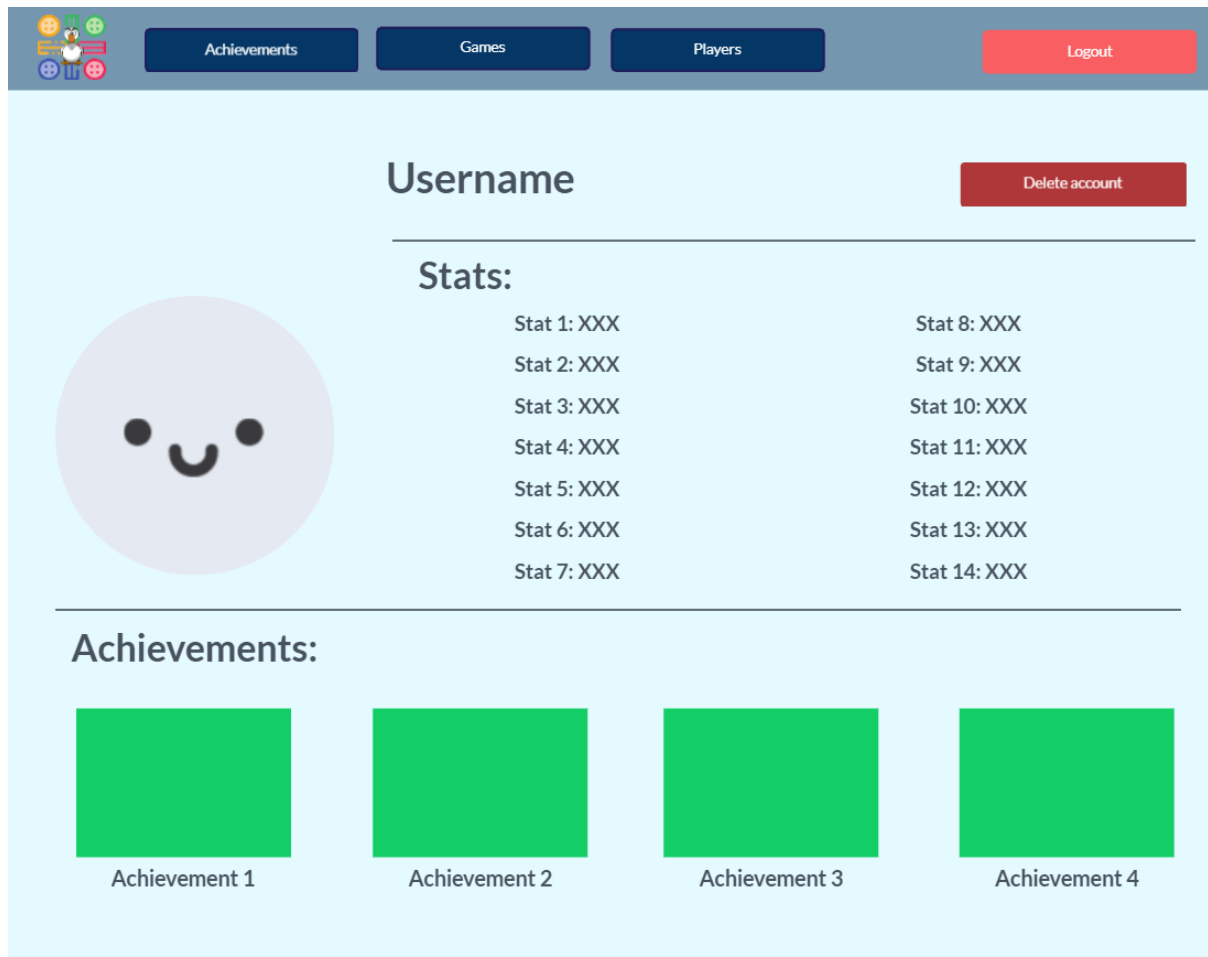 Achievements Games Players Logout
Username Delete account
Stats:
Stat 1: XXX Stat 8: XXX
Stat 2: XXX Stat 9: XXX
Stat 3: XXX Stat 10: XXX
Stat 4: XXX Stat 11: XXX
Stat 5: XXX Stat 12: XXX
Stat 6: XXX Stat 13: XXX
Stat 7: XXX Stat 14: XXX
Achievements:
Achievement 1 Achievement 2 Achievement 3 Achievement 4